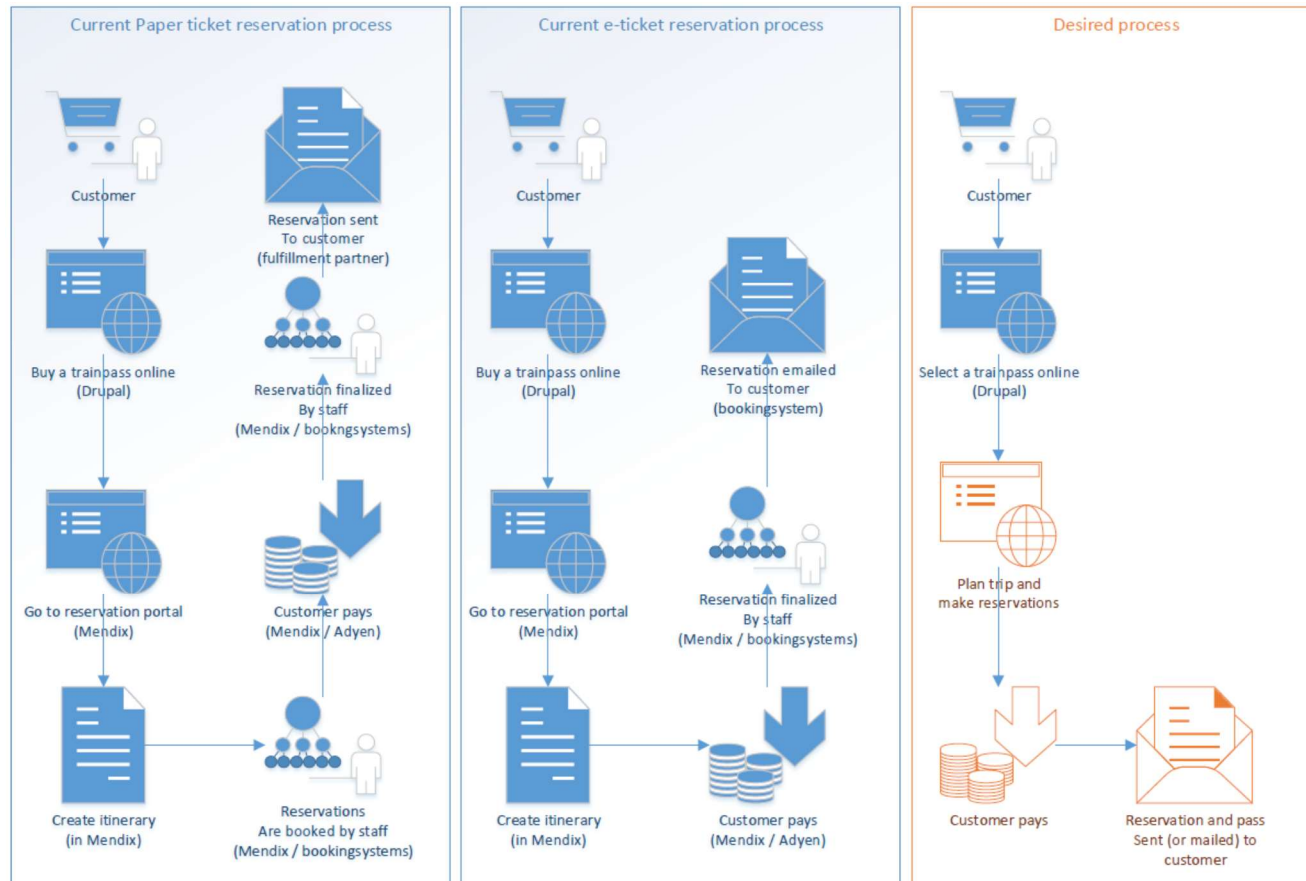 Current Paper ticket reservation process
Customer
Buy a trainpass online
(Drupal)
Go to reservation portal
(Mendix)
Create itinerary
(in Mendix)
Reservations
Are booked by staff
(Mendix / bookingsystems)
Customer pays
(Mendix / Adyen)
Reservation finalized
By staff
(Mendix / bookngsystems)
Reservation sent
To customer
(fulfillment partner)
Current e-ticket reservation process
Customer
Buy a trainpass online
(Drupal)
Go to reservation portal
(Mendix)
Create itinerary
(in Mendix)
Customer pays
(Mendix / Adyen)
Reservation finalized
By staff
(Mendix / bookingsystems)
Reservation emailed
To customer
(bookingsystem)
Desired process
Customer
Select a trainpass online
(Drupal)
Plan trip and
make reservations
Customer pays
Reservation and pass
Sent (or mailed) to
customer